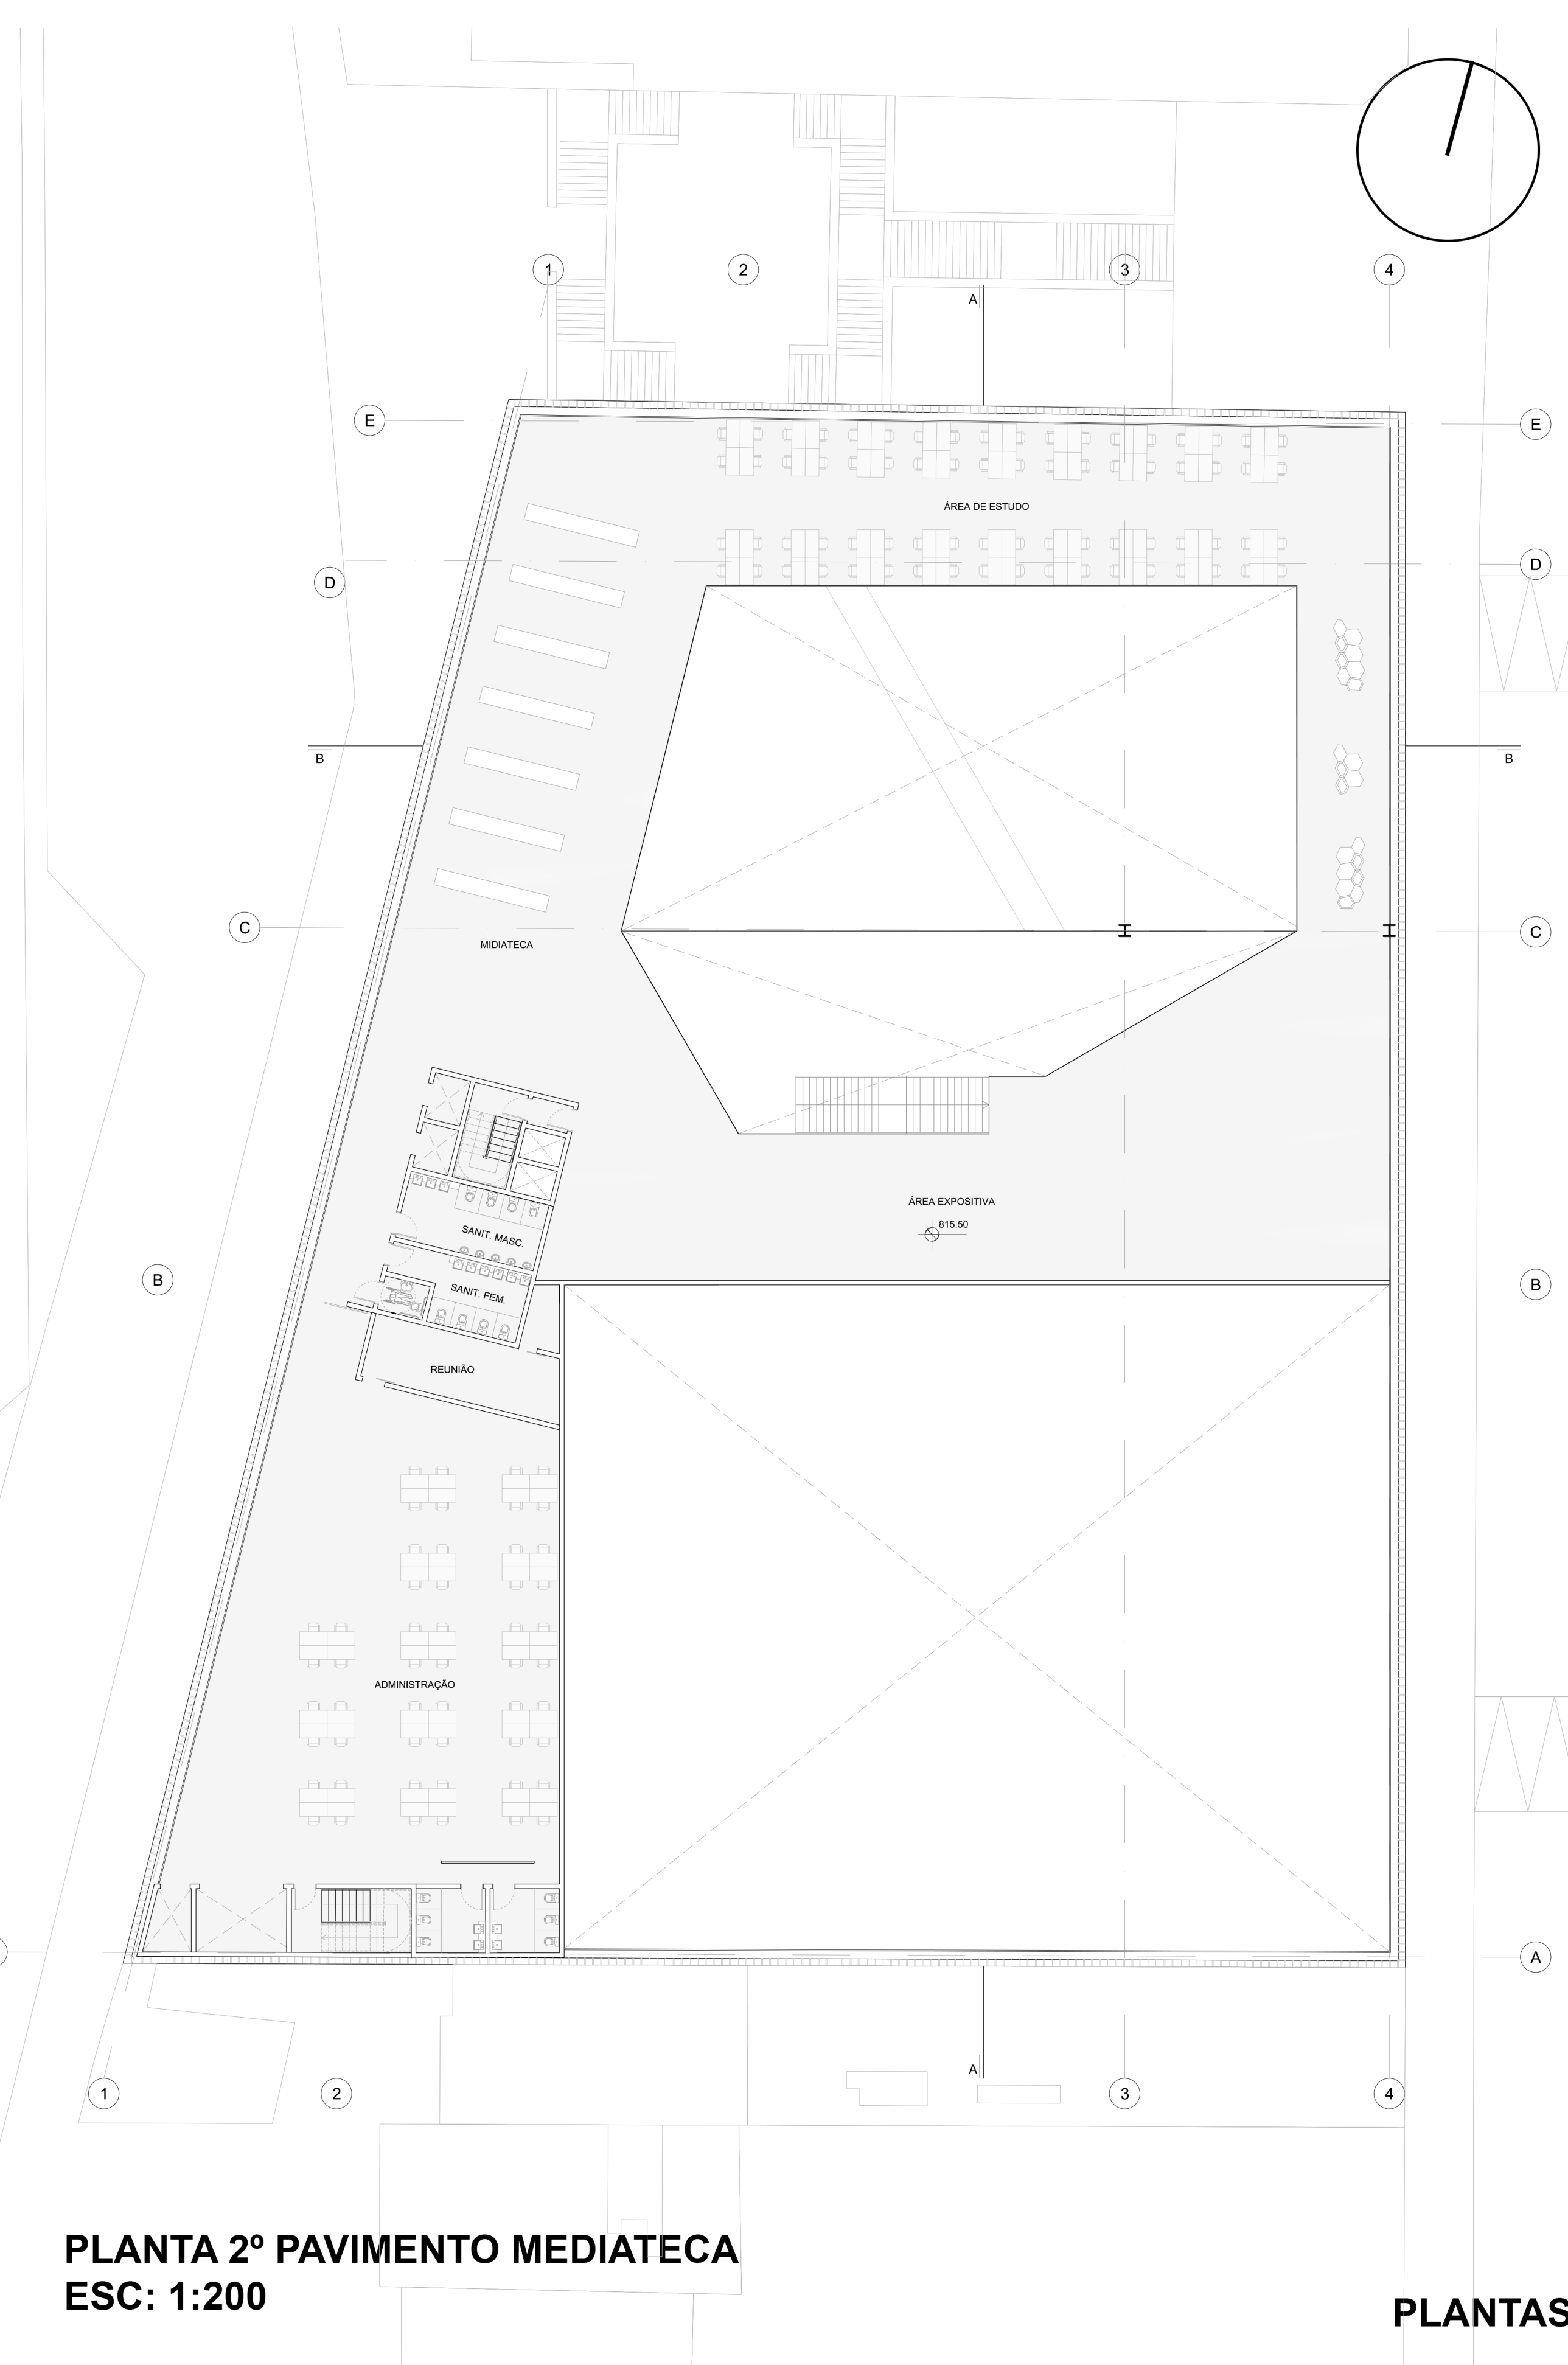 1
2
3
4
A
E
E
ÁREA DE ESTUDO
D
D
B
B
C
C
MIDIATECA
ÁREA EXPOSITIVA
815.50
SANIT. MASC.
B
B
SANIT. FEM.
REUNIÃO
ADMINISTRAÇÃO
A
A
1
2
3
4
PLANTA 2º PAVIMENTO MEDIATECA
ESC: 1:200
PLANTAS